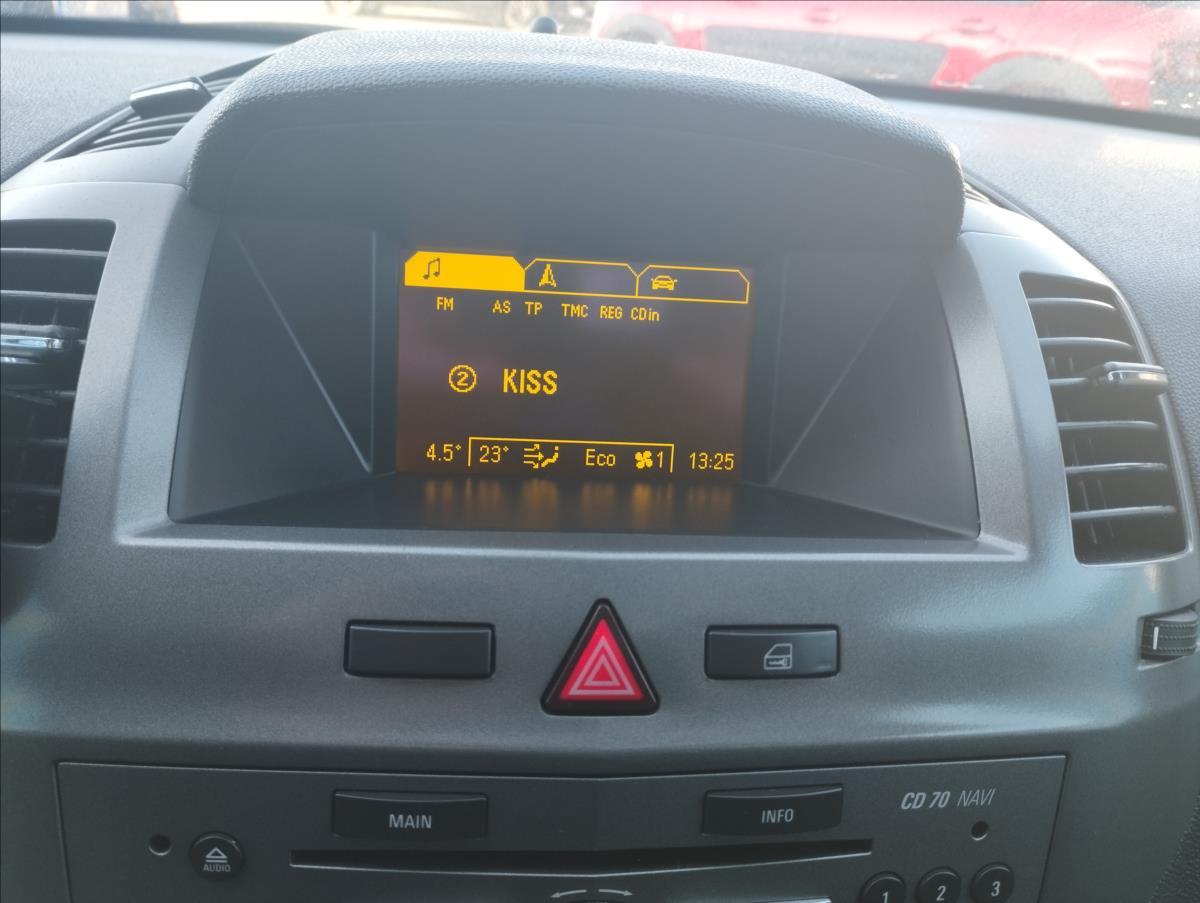 FM AS TP TMC REG CDin
2 KISS
4.5° 23° Eco 1 13:25
MAIN INFO CD 70 NAVI
AUDIO
1 2 3